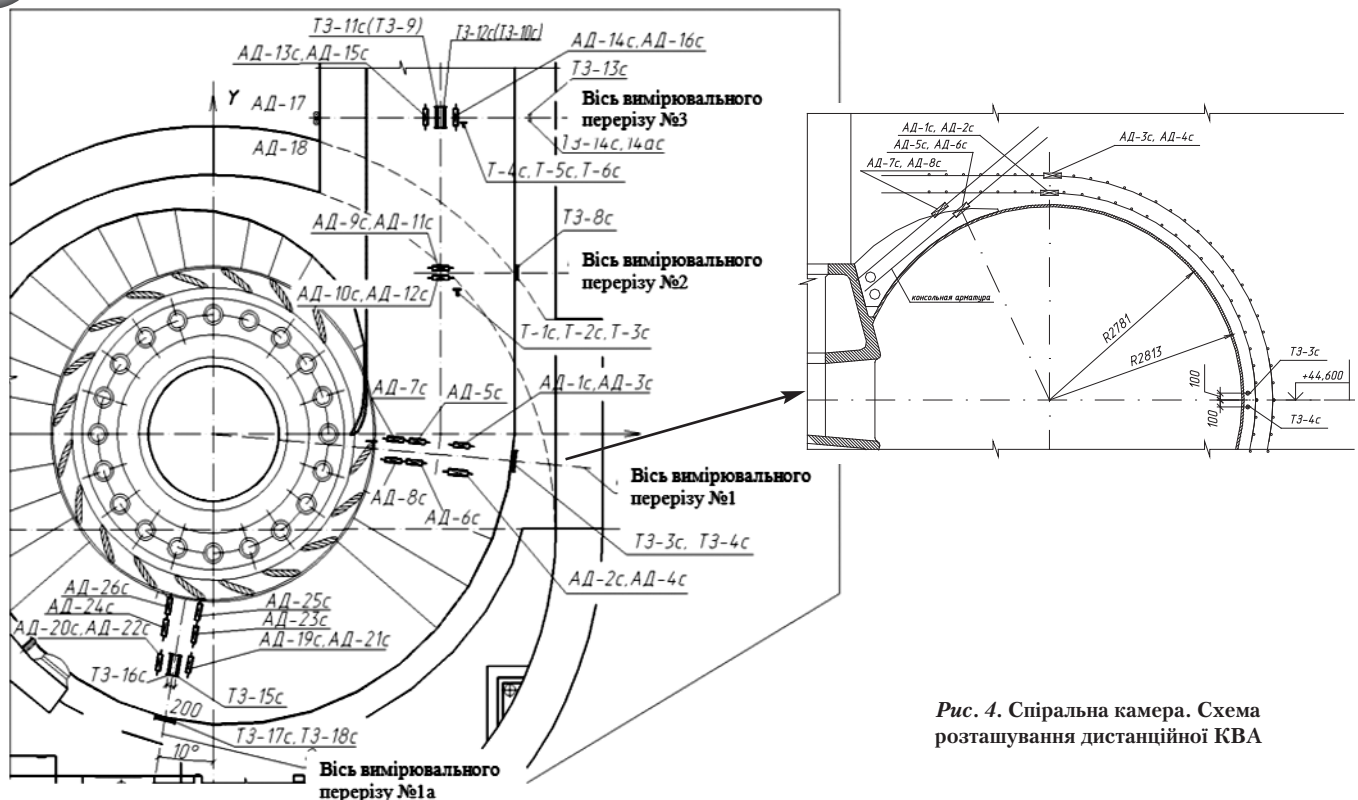 ТЗ-11с(ТЗ-9)
ТЗ-12с(ТЗ-10с)
АД-13с,АД-15с
АД-14с,АД-16с
ТЗ-13с
Y
АД-17
Вісь вимірювального
перерізу №3
АД-18
ТЗ-14с,14ас
Т-4с,Т-5с,Т-6с
АД-9с,АД-11с
ТЗ-8с
Вісь вимірювального
перерізу №2
АД-10с,АД-12с
Т-1с,Т-2с,Т-3с
АД-7с
АД-5с
АД-1с,АД-3с
АД-8с
АД-6с
Вісь вимірювального
перерізу №1
ТЗ-3с, ТЗ-4с
АД-2с,АД-4с
АД-26с
АД-24с
АД-20с,АД-22с
АД-25с
АД-23с
АД-19с,АД-21с
ТЗ-16с
ТЗ-15с
200
ТЗ-17с,ТЗ-18с
10°
Вісь вимірювального
перерізу №1а
АД-1с, АД-2с
АД-5с, АД-6с
АД-7с, АД-8с
АД-3с, АД-4с
консольная арматура
R2781
R2813
ТЗ-3с
+44,600
100
100
ТЗ-4с
Рис. 4. Спіральна камера. Схема
розташування дистанційної КВА